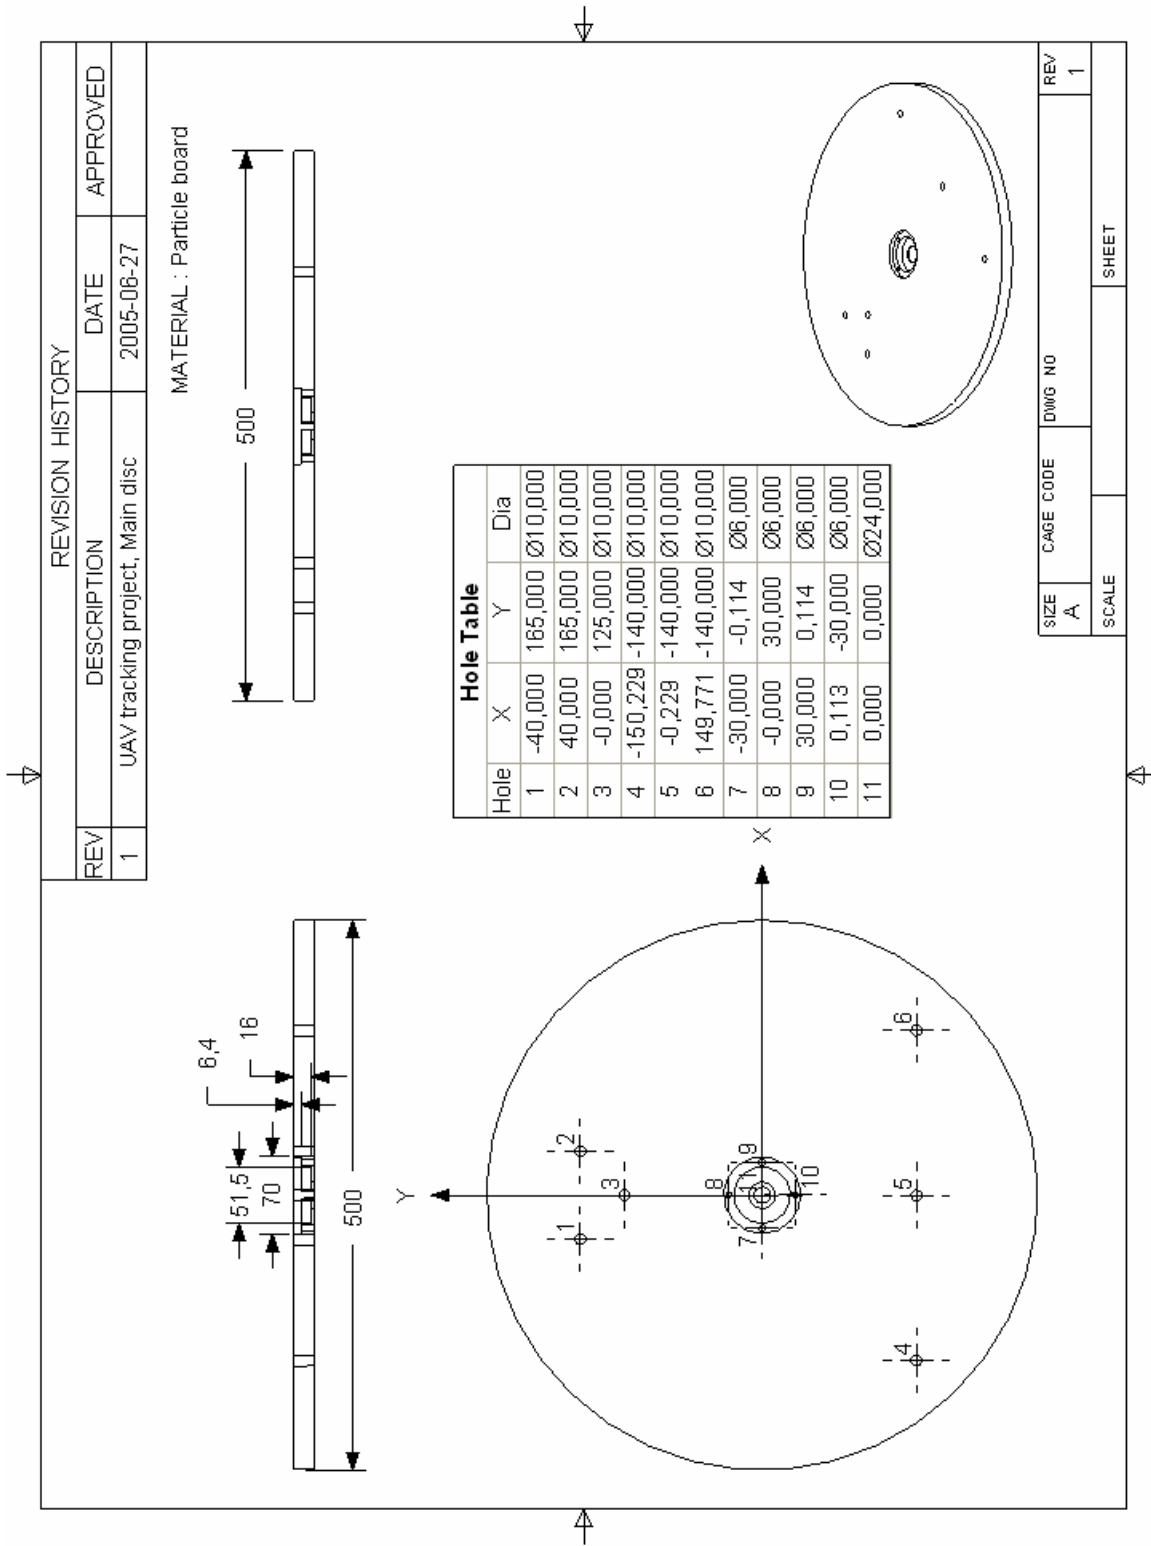 REVISION HISTORY
REV DESCRIPTION DATE APPROVED
1 UAV tracking project, Main disc 2005-06-27
MATERIAL : Particle board
51,5
70
6,4
16
500
500
Y
X
1
2
3
4
5
6
7
8
9
10
11
Hole Table
Hole X Y Dia
1 -40,000 165,000 Ø10,000
2 40,000 165,000 Ø10,000
3 -0,000 125,000 Ø10,000
4 -150,229 -140,000 Ø10,000
5 -0,229 -140,000 Ø10,000
6 149,771 -140,000 Ø10,000
7 -30,000 -0,114 Ø6,000
8 -0,000 30,000 Ø6,000
9 30,000 0,114 Ø6,000
10 0,113 -30,000 Ø6,000
11 0,000 0,000 Ø24,000
SIZE CAGE CODE DWG NO REV
A 1
SCALE SHEET